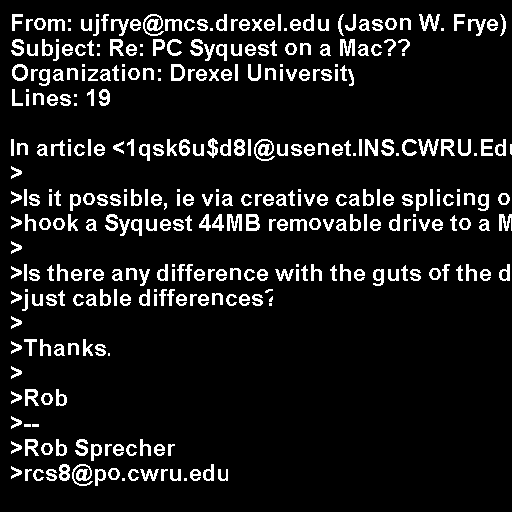 From: ujfrye@mcs.drexel.edu (Jason W. Frye)
Subject: Re: PC Syquest on a Mac??
Organization: Drexel University
Lines: 19

In article <1qsk6u$d8l@usenet.INS.CWRU.Edu
>
>Is it possible, ie via creative cable splicing o
>hook a Syquest 44MB removable drive to a M
>
>Is there any difference with the guts of the d
>just cable differences?
>
>Thanks.
>
>Rob
>--
>Rob Sprecher
>rcs8@po.cwru.edu